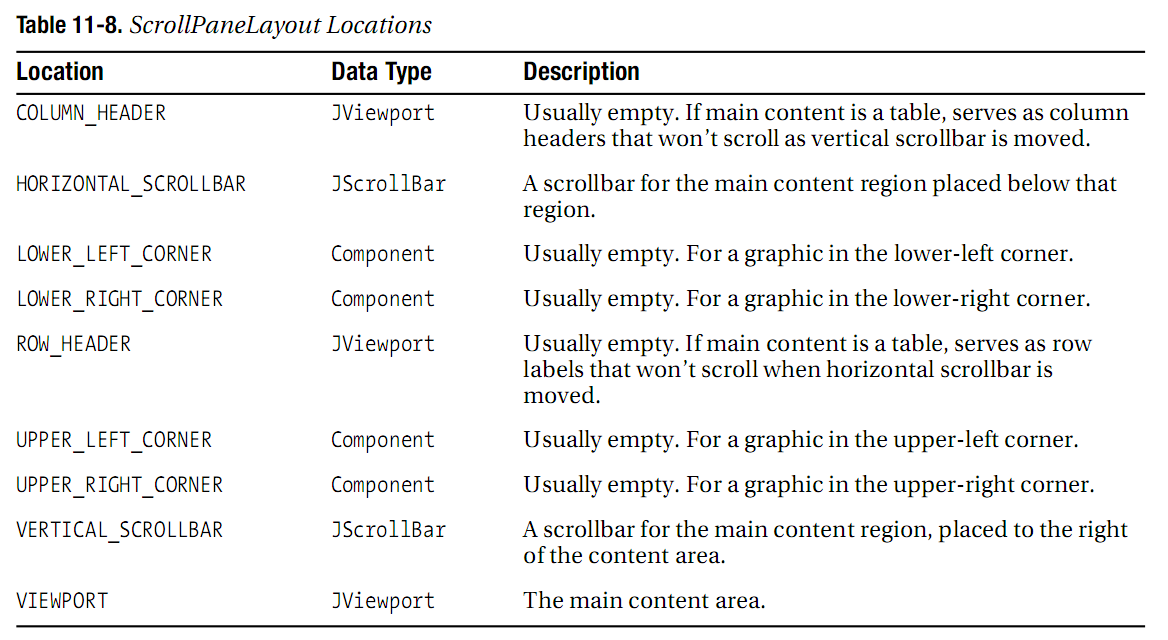 Table 11-8. ScrollPaneLayout Locations
Location Data Type Description
COLUMN_HEADER JViewport Usually empty. If main content is a table, serves as column
headers that won’t scroll as vertical scrollbar is moved.
HORIZONTAL_SCROLLBAR JScrollBar A scrollbar for the main content region placed below that
region.
LOWER_LEFT_CORNER Component Usually empty. For a graphic in the lower-left corner.
LOWER_RIGHT_CORNER Component Usually empty. For a graphic in the lower-right corner.
ROW_HEADER JViewport Usually empty. If main content is a table, serves as row
labels that won’t scroll when horizontal scrollbar is
moved.
UPPER_LEFT_CORNER Component Usually empty. For a graphic in the upper-left corner.
UPPER_RIGHT_CORNER Component Usually empty. For a graphic in the upper-right corner.
VERTICAL_SCROLLBAR JScrollBar A scrollbar for the main content region, placed to the right
of the content area.
VIEWPORT JViewport The main content area.